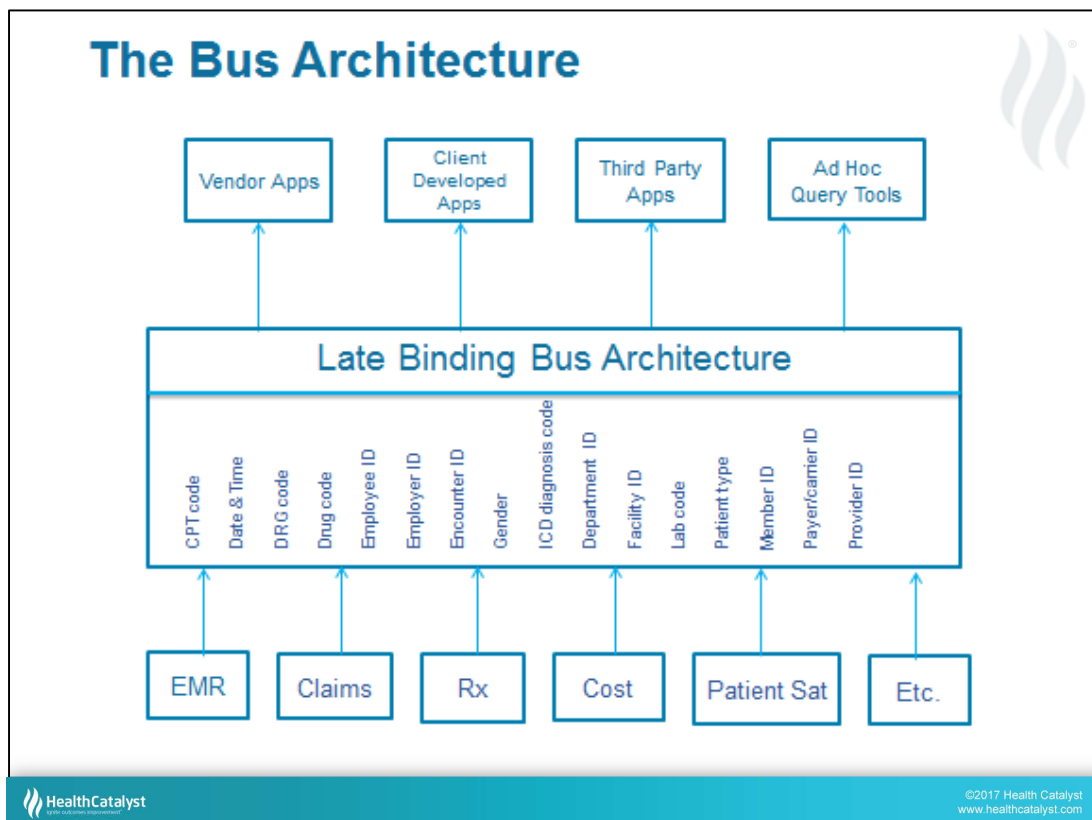 The Bus Architecture
®
Vendor Apps
Client
Developed
Apps
Third Party
Apps
Ad Hoc
Query Tools
Late Binding Bus Architecture
CPT code
Date & Time
DRG code
Drug code
Employee ID
Employer ID
Encounter ID
Gender
ICD diagnosis code
Department ID
Facility ID
Lab code
Patient type
Member ID
Payer/carrier ID
Provider ID
EMR
Claims
Rx
Cost
Patient Sat
Etc.
HealthCatalyst
ignite outcomes improvement
©2017 Health Catalyst
www.healthcatalyst.com